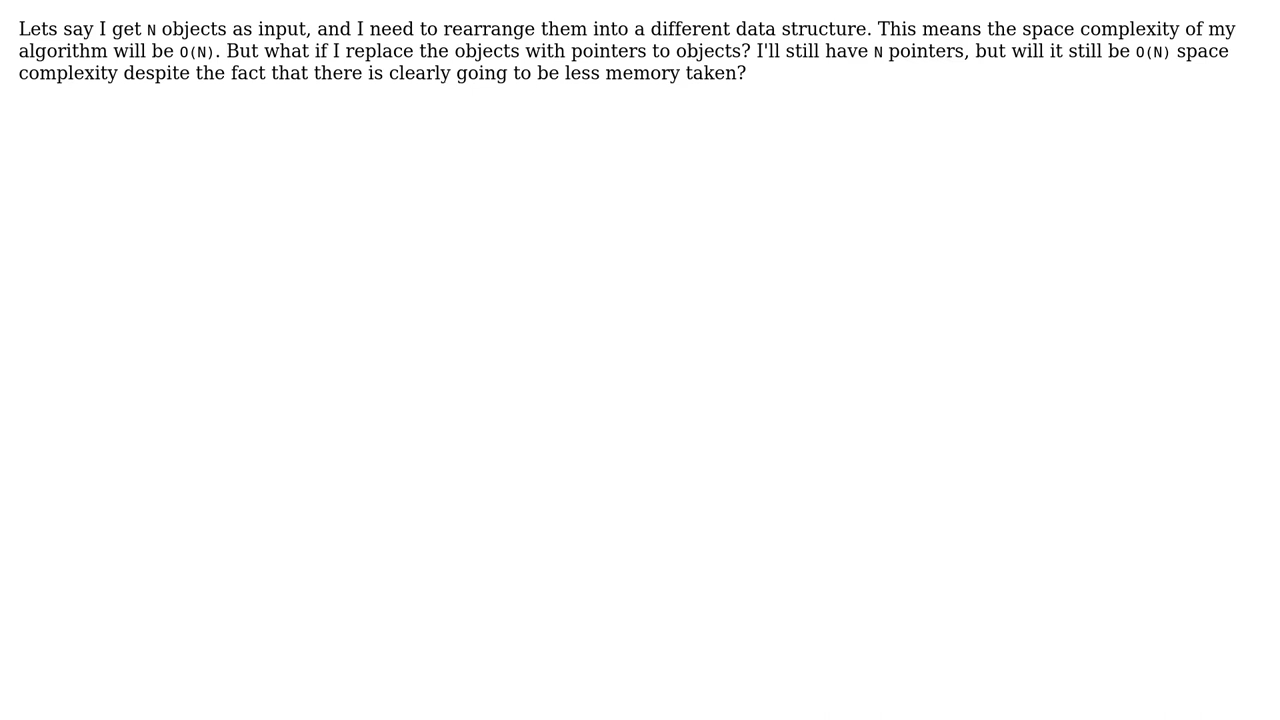 Lets say I get N objects as input, and I need to rearrange them into a different data structure. This means the space complexity of my
algorithm will be O(N). But what if I replace the objects with pointers to objects? I'll still have N pointers, but will it still be O(N) space
complexity despite the fact that there is clearly going to be less memory taken?